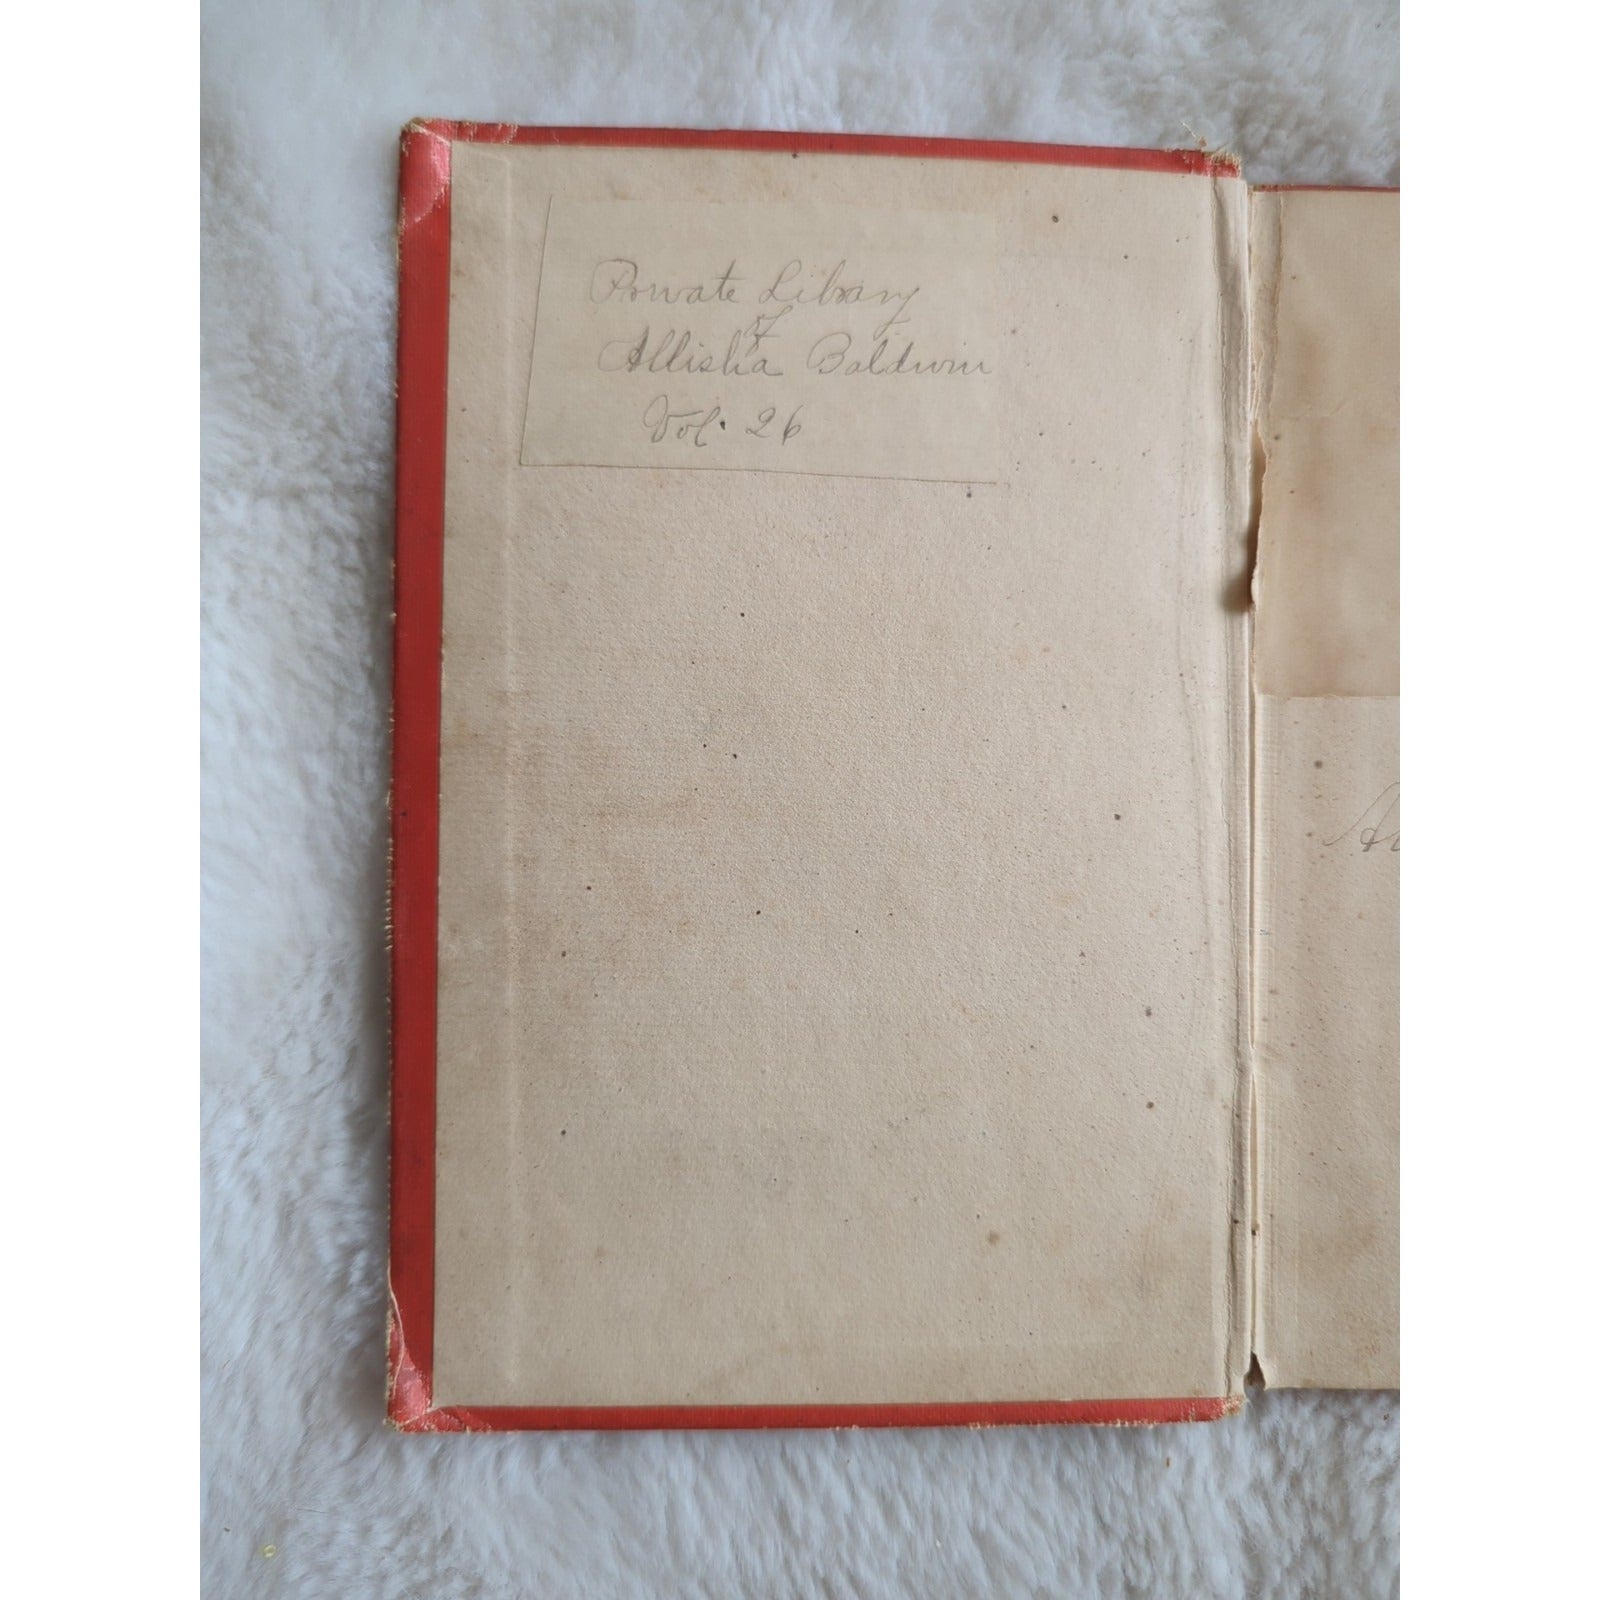 Private Library
of
Allisha Baldwin
Vol. 26
A